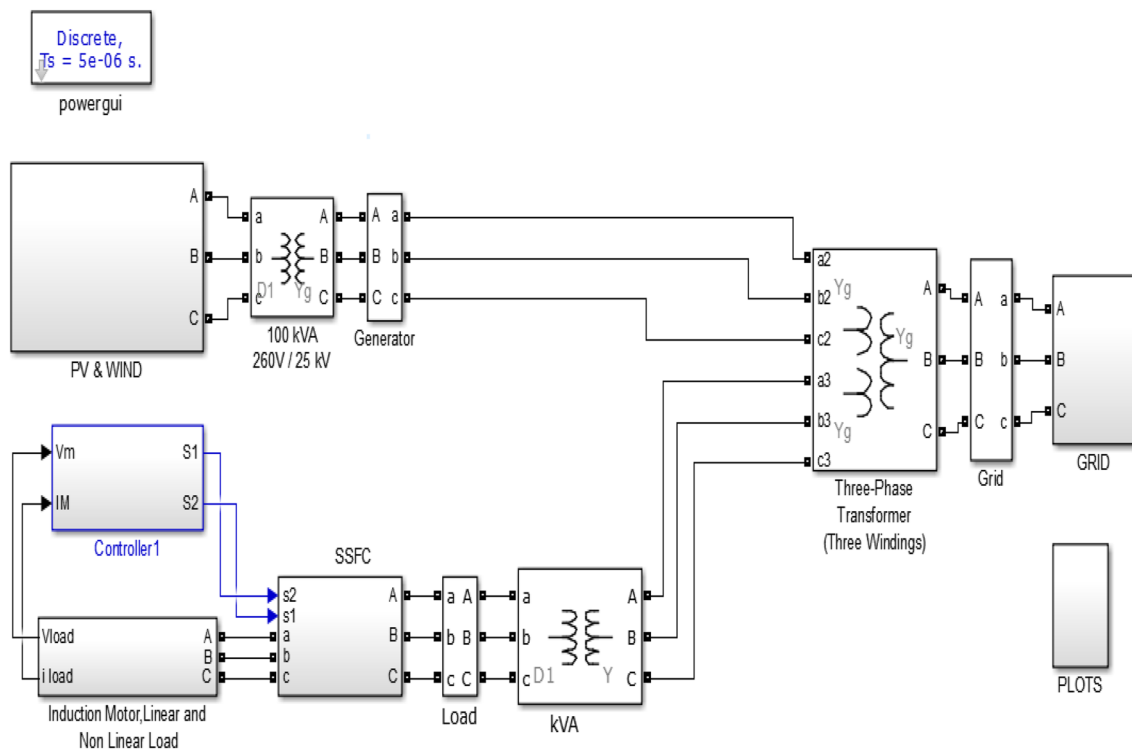 Discrete,
Ts = 5e-06 s.
powergui
A
B
C
PV & WIND
a
b
c
A
B
C
D1
Yg
100 kVA
260V / 25 kV
A
B
C
a
b
c
Generator
a2
b2
c2
a3
b3
c3
Yg
Yg
Yg
A
B
C
Three-Phase
Transformer
(Three Windings)
A
B
C
a
b
c
Grid
A
B
C
GRID
Vm
IM
S1
S2
Controller1
SSFC
s2
s1
a
b
c
A
B
C
a
b
c
A
B
C
Load
a
b
c
A
B
C
D1
Y
kVA
Vload
i load
A
B
C
Induction Motor,Linear and
Non Linear Load
PLOTS